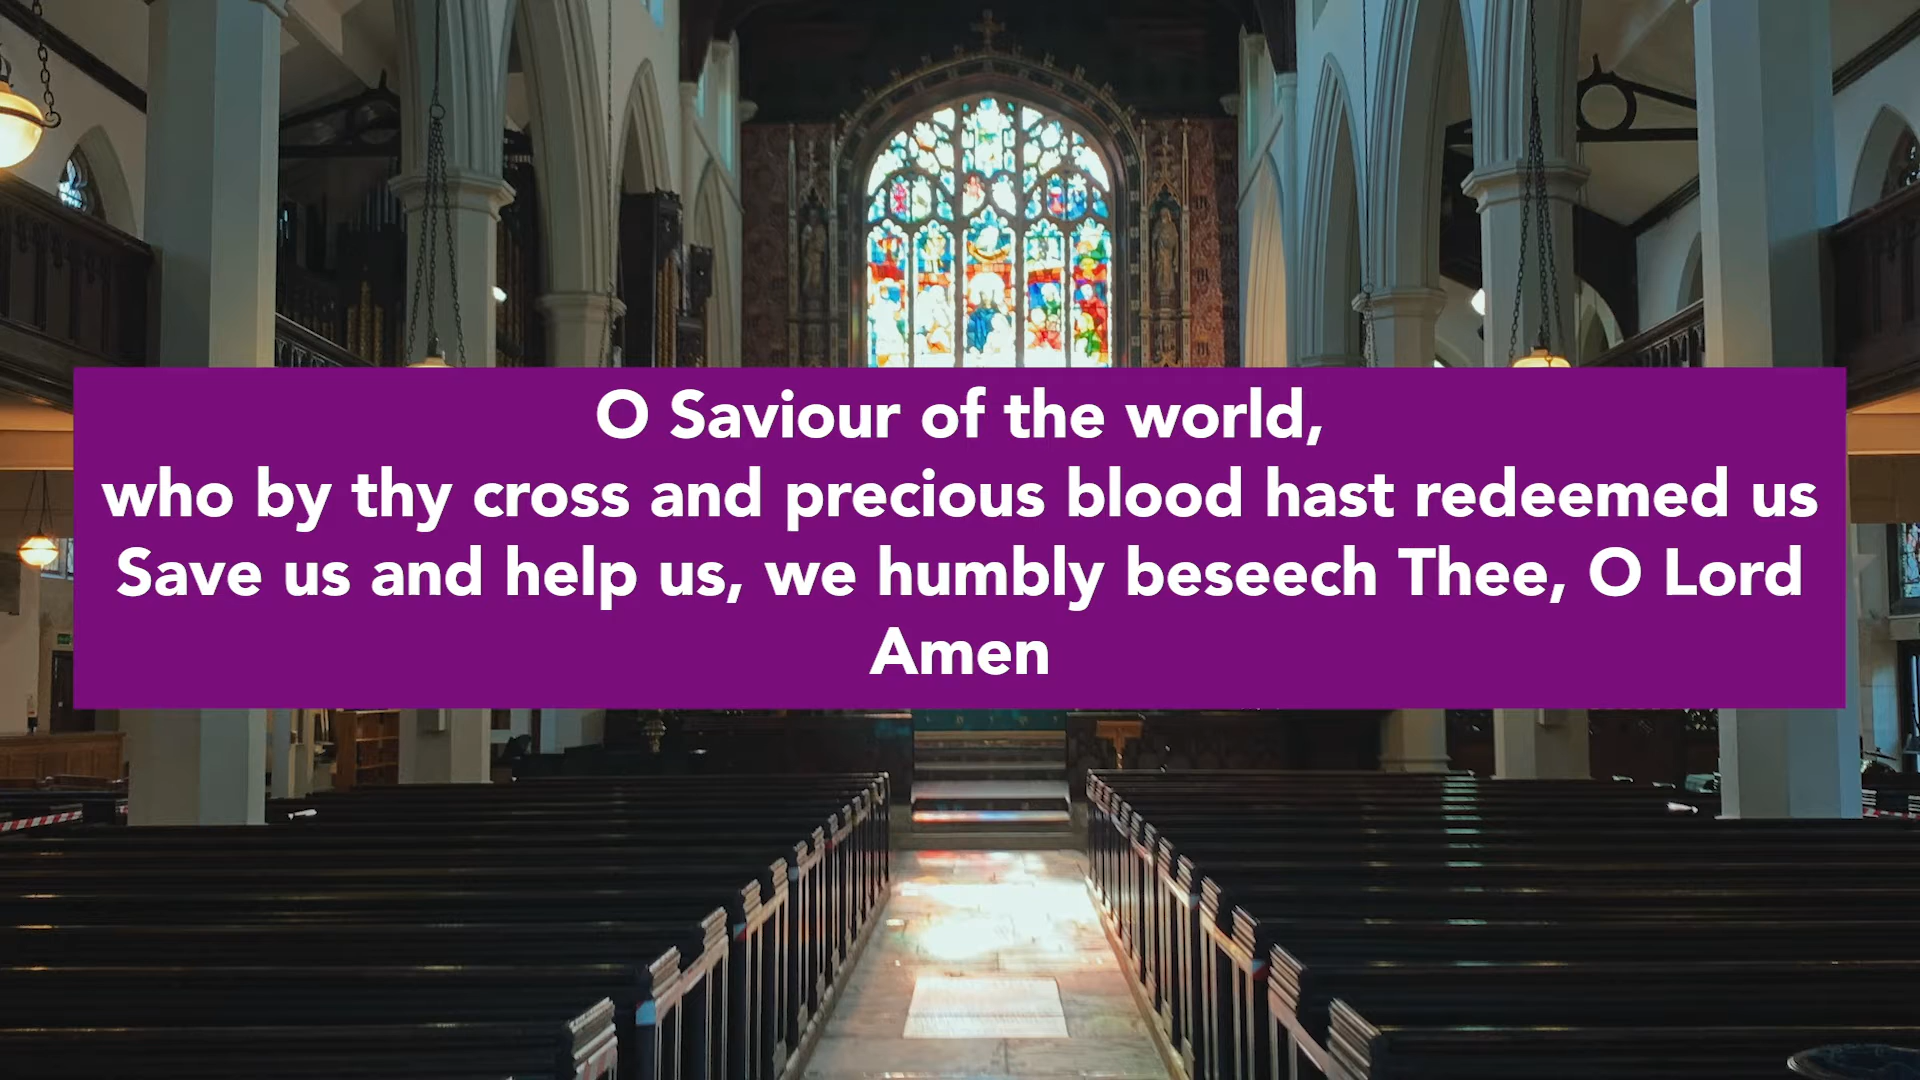 O Saviour of the world,
who by thy cross and precious blood hast redeemed us
Save us and help us, we humbly beseech Thee, O Lord
Amen